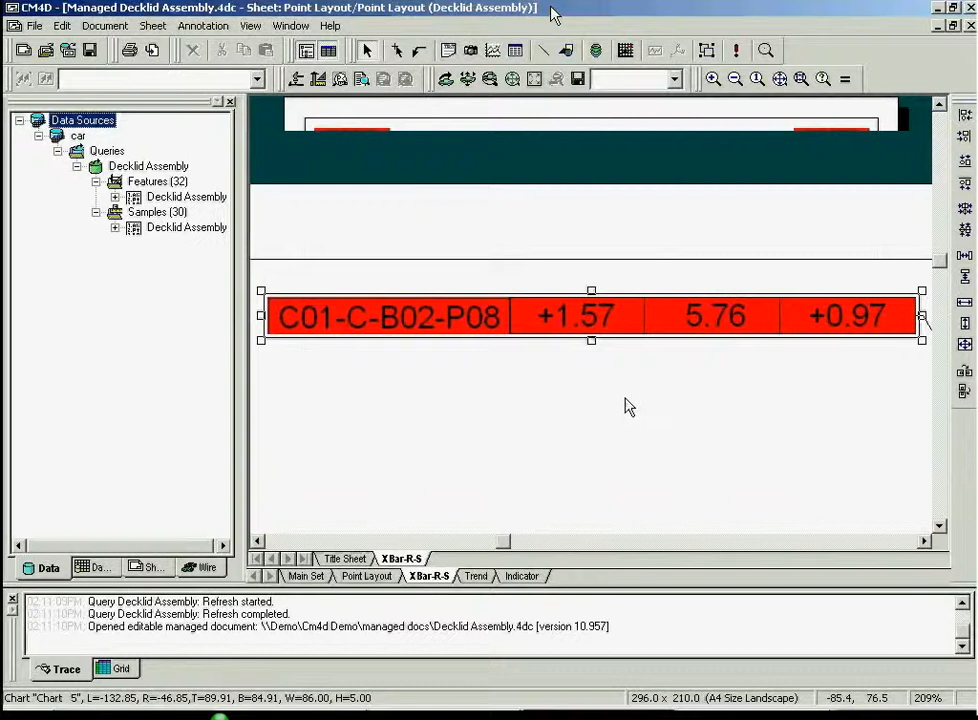 CM4D - [Managed Decklid Assembly.4dc - Sheet: Point Layout/Point Layout (Decklid Assembly)]
File Edit Document Sheet Annotation View Window Help
Data Sources
car
Queries
Decklid Assembly
Features (32)
Decklid Assembly
Samples (30)
Decklid Assembly
C01-C-B02-P08 +1.57 5.76 +0.97
Title Sheet XBar-R-S
Data Da... Sh... Wire
Main Set Point Layout XBar-R-S Trend Indicator
02:11:09PM: Query Decklid Assembly: Refresh started.
02:11:10PM: Query Decklid Assembly: Refresh completed.
02:11:10PM: Opened editable managed document: \\Demo\Cm4d Demo\managed docs\Decklid Assembly.4dc [version 10.957]
Trace Grid
Chart "Chart 5", L=-132.85, R=-46.85,T=89.91, B=84.91, W=86.00, H=5.00 296.0 x 210.0 (A4 Size Landscape) -85.4, 76.5 209%